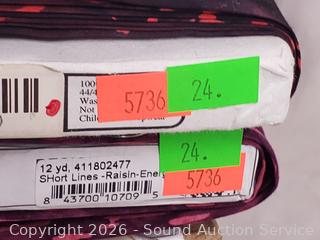 100
44/4
Was
Not
Chil
5736
24.
24.
5736
12 yd, 411802477
SHort Lines -Raisin-Ener
8 43700 10709 5
Copyright 2026 - Sound Auction Service